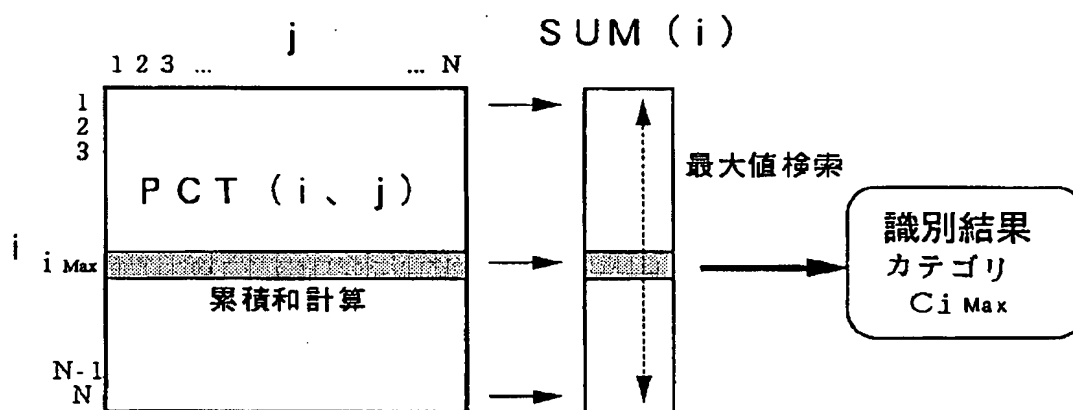 j
SUM (i)
1 2 3 ... ... N
1
2
3
PCT (i、j)
最大値検索
i
i Max
累積和計算
識別結果
カテゴリ
Ci Max
N-1
N